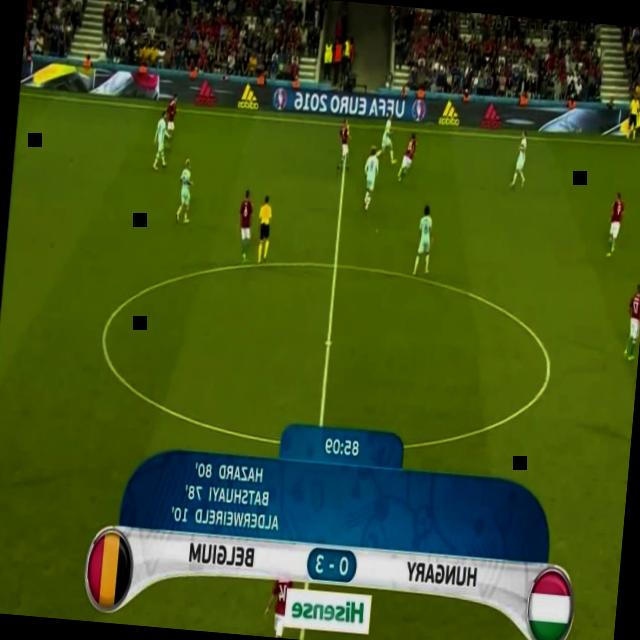 adidas UEFA EURO 2016 adidas
85:09
HAZARD 80'
BATSHUAYI 78'
ALDERWEIRELD 10'
HUNGARY 0 - 3 BELGIUM
Hisense